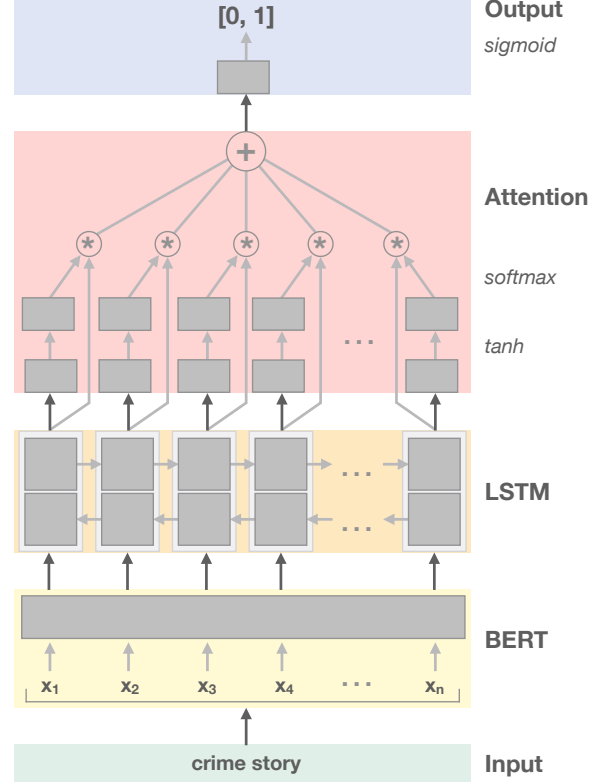 Output
[0, 1]
sigmoid
+
Attention
* * * * *
softmax
...
tanh
...
LSTM
...
BERT
x₁ x₂ x₃ x₄ ... xₙ
crime story
Input